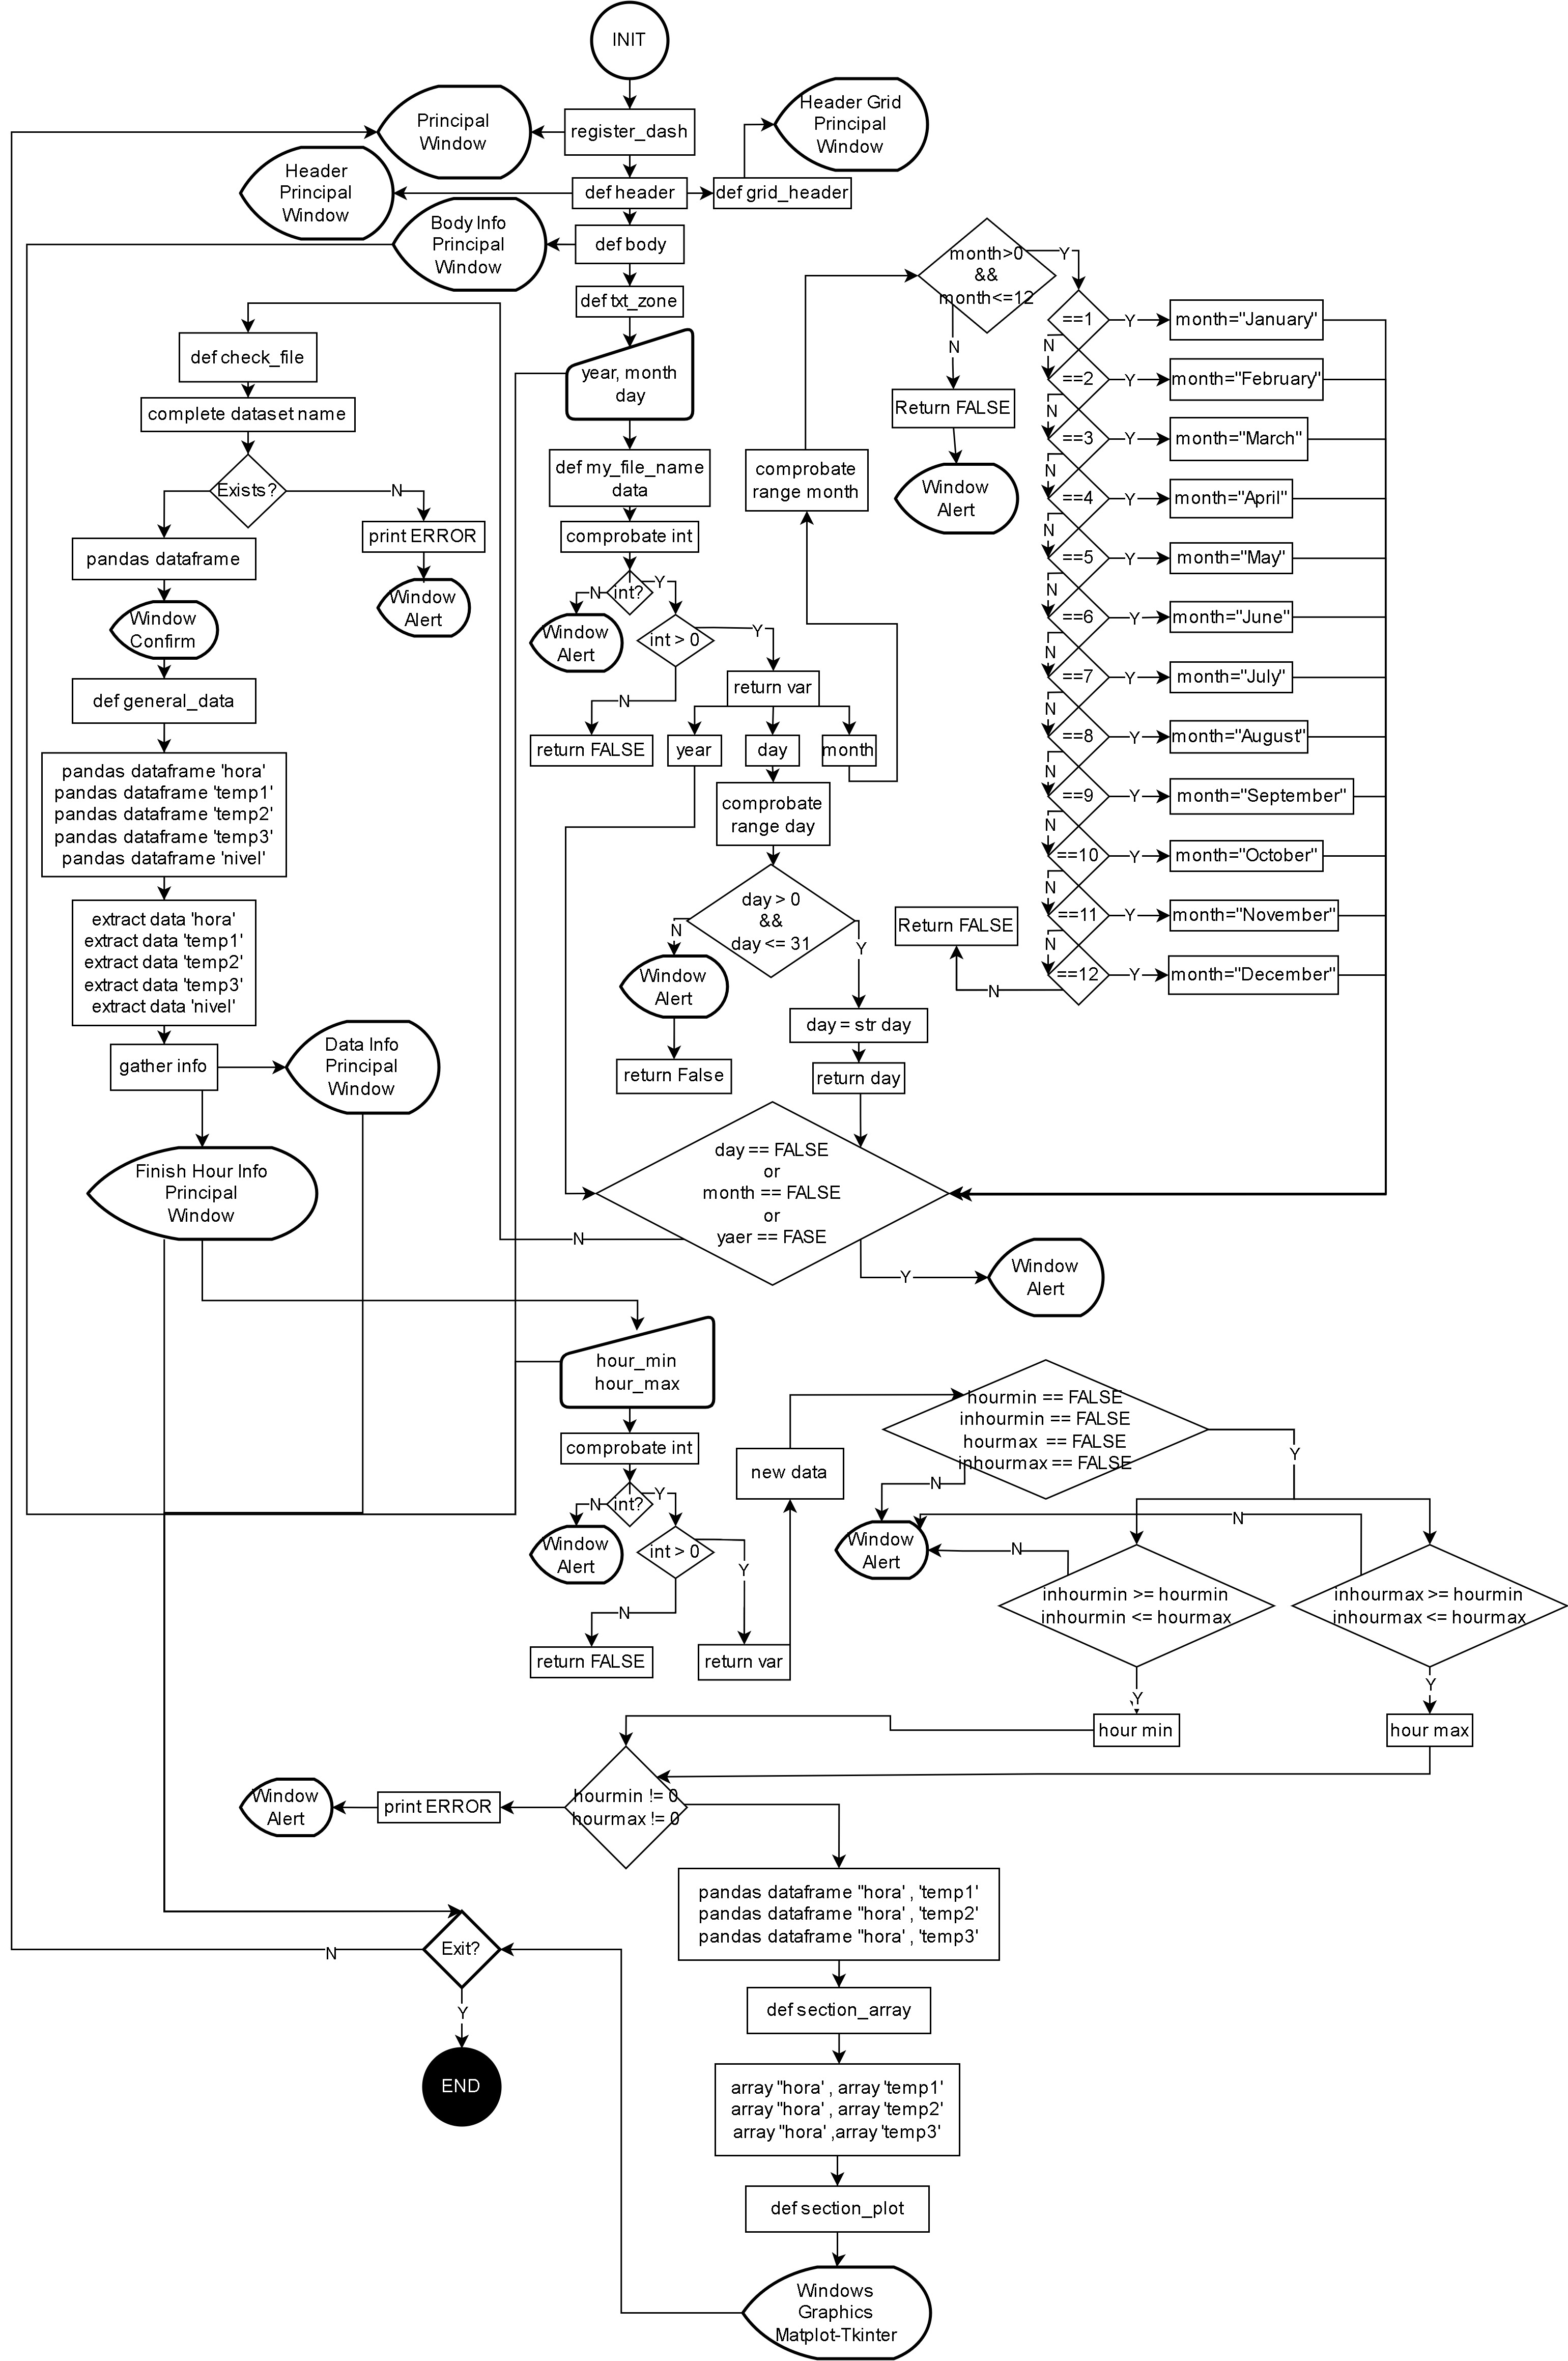 INIT
Principal
Window
register_dash
Header Grid
Principal
Window
Header
Principal
Window
def header
def grid_header
Body Info
Principal
Window
def body
def txt_zone
year, month
day
def my_file_name
data
comprobate int
int?
N
Y
Window
Alert
int > 0
Y
N
return FALSE
return var
year
day
month
comprobate
range month
comprobate
range day
day > 0
&&
day <= 31
N
Window
Alert
return False
Y
day = str day
return day
month>0
&&
month<=12
Y
N
Return FALSE
Window
Alert
==1
Y
month="January"
N
==2
Y
month="February"
N
==3
Y
month="March"
N
==4
Y
month="April"
N
==5
Y
month="May"
N
==6
Y
month="June"
N
==7
Y
month="July"
N
==8
Y
month="August"
N
==9
Y
month="September"
N
==10
Y
month="October"
N
==11
Y
month="November"
N
==12
Y
month="December"
N
Return FALSE
day == FALSE
or
month == FALSE
or
yaer == FASE
N
Y
Window
Alert
def check_file
complete dataset name
Exists?
N
print ERROR
Window
Alert
pandas dataframe
Window
Confirm
def general_data
pandas dataframe 'hora'
pandas dataframe 'temp1'
pandas dataframe 'temp2'
pandas dataframe 'temp3'
pandas dataframe 'nivel'
extract data 'hora'
extract data 'temp1'
extract data 'temp2'
extract data 'temp3'
extract data 'nivel'
gather info
Data Info
Principal
Window
Finish Hour Info
Principal
Window
hour_min
hour_max
comprobate int
int?
N
Y
Window
Alert
int > 0
Y
N
return FALSE
return var
new data
hourmin == FALSE
inhourmin == FALSE
hourmax == FALSE
inhourmax == FALSE
N
Y
Window
Alert
N
N
inhourmin >= hourmin
inhourmin <= hourmax
inhourmax >= hourmin
inhourmax <= hourmax
Y
Y
hour min
hour max
hourmin != 0
hourmax != 0
print ERROR
Window
Alert
pandas dataframe "hora' , 'temp1'
pandas dataframe "hora' , 'temp2'
pandas dataframe "hora' , 'temp3'
def section_array
array "hora' , array 'temp1'
array "hora' , array 'temp2'
array "hora' ,array 'temp3'
def section_plot
Windows
Graphics
Matplot-Tkinter
Exit?
N
Y
END